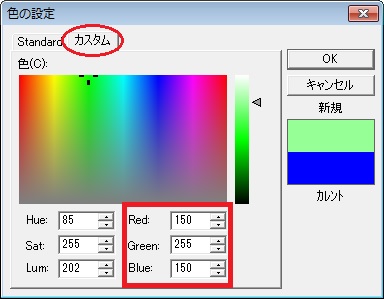 色の設定
Standard カスタム
色(C):
OK
キャンセル
新規
カレント
Hue: 85
Sat: 255
Lum: 202
Red: 150
Green: 255
Blue: 150